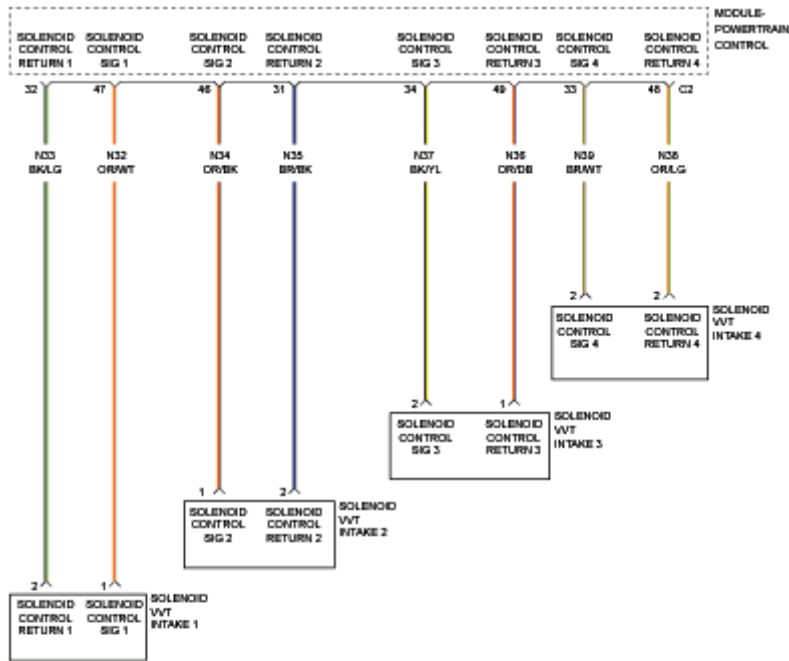 MODULE-
POWERTRAIN
CONTROL
SOLENOID CONTROL RETURN 1
SOLENOID CONTROL SIG 1
SOLENOID CONTROL SIG 2
SOLENOID CONTROL RETURN 2
SOLENOID CONTROL SIG 3
SOLENOID CONTROL RETURN 3
SOLENOID CONTROL SIG 4
SOLENOID CONTROL RETURN 4
32 47 46 31 34 49 33 48 C2
N33 BK/LG
N32 OR/WT
N34 OR/BK
N35 BR/BK
N37 BK/YL
N36 OR/DB
N39 BR/WT
N38 OR/LG
2 2
SOLENOID CONTROL SIG 4
SOLENOID CONTROL RETURN 4
SOLENOID
VVT
INTAKE 4
2 1
SOLENOID CONTROL SIG 3
SOLENOID CONTROL RETURN 3
SOLENOID
VVT
INTAKE 3
1 2
SOLENOID CONTROL SIG 2
SOLENOID CONTROL RETURN 2
SOLENOID
VVT
INTAKE 2
2 1
SOLENOID CONTROL RETURN 1
SOLENOID CONTROL SIG 1
SOLENOID
VVT
INTAKE 1